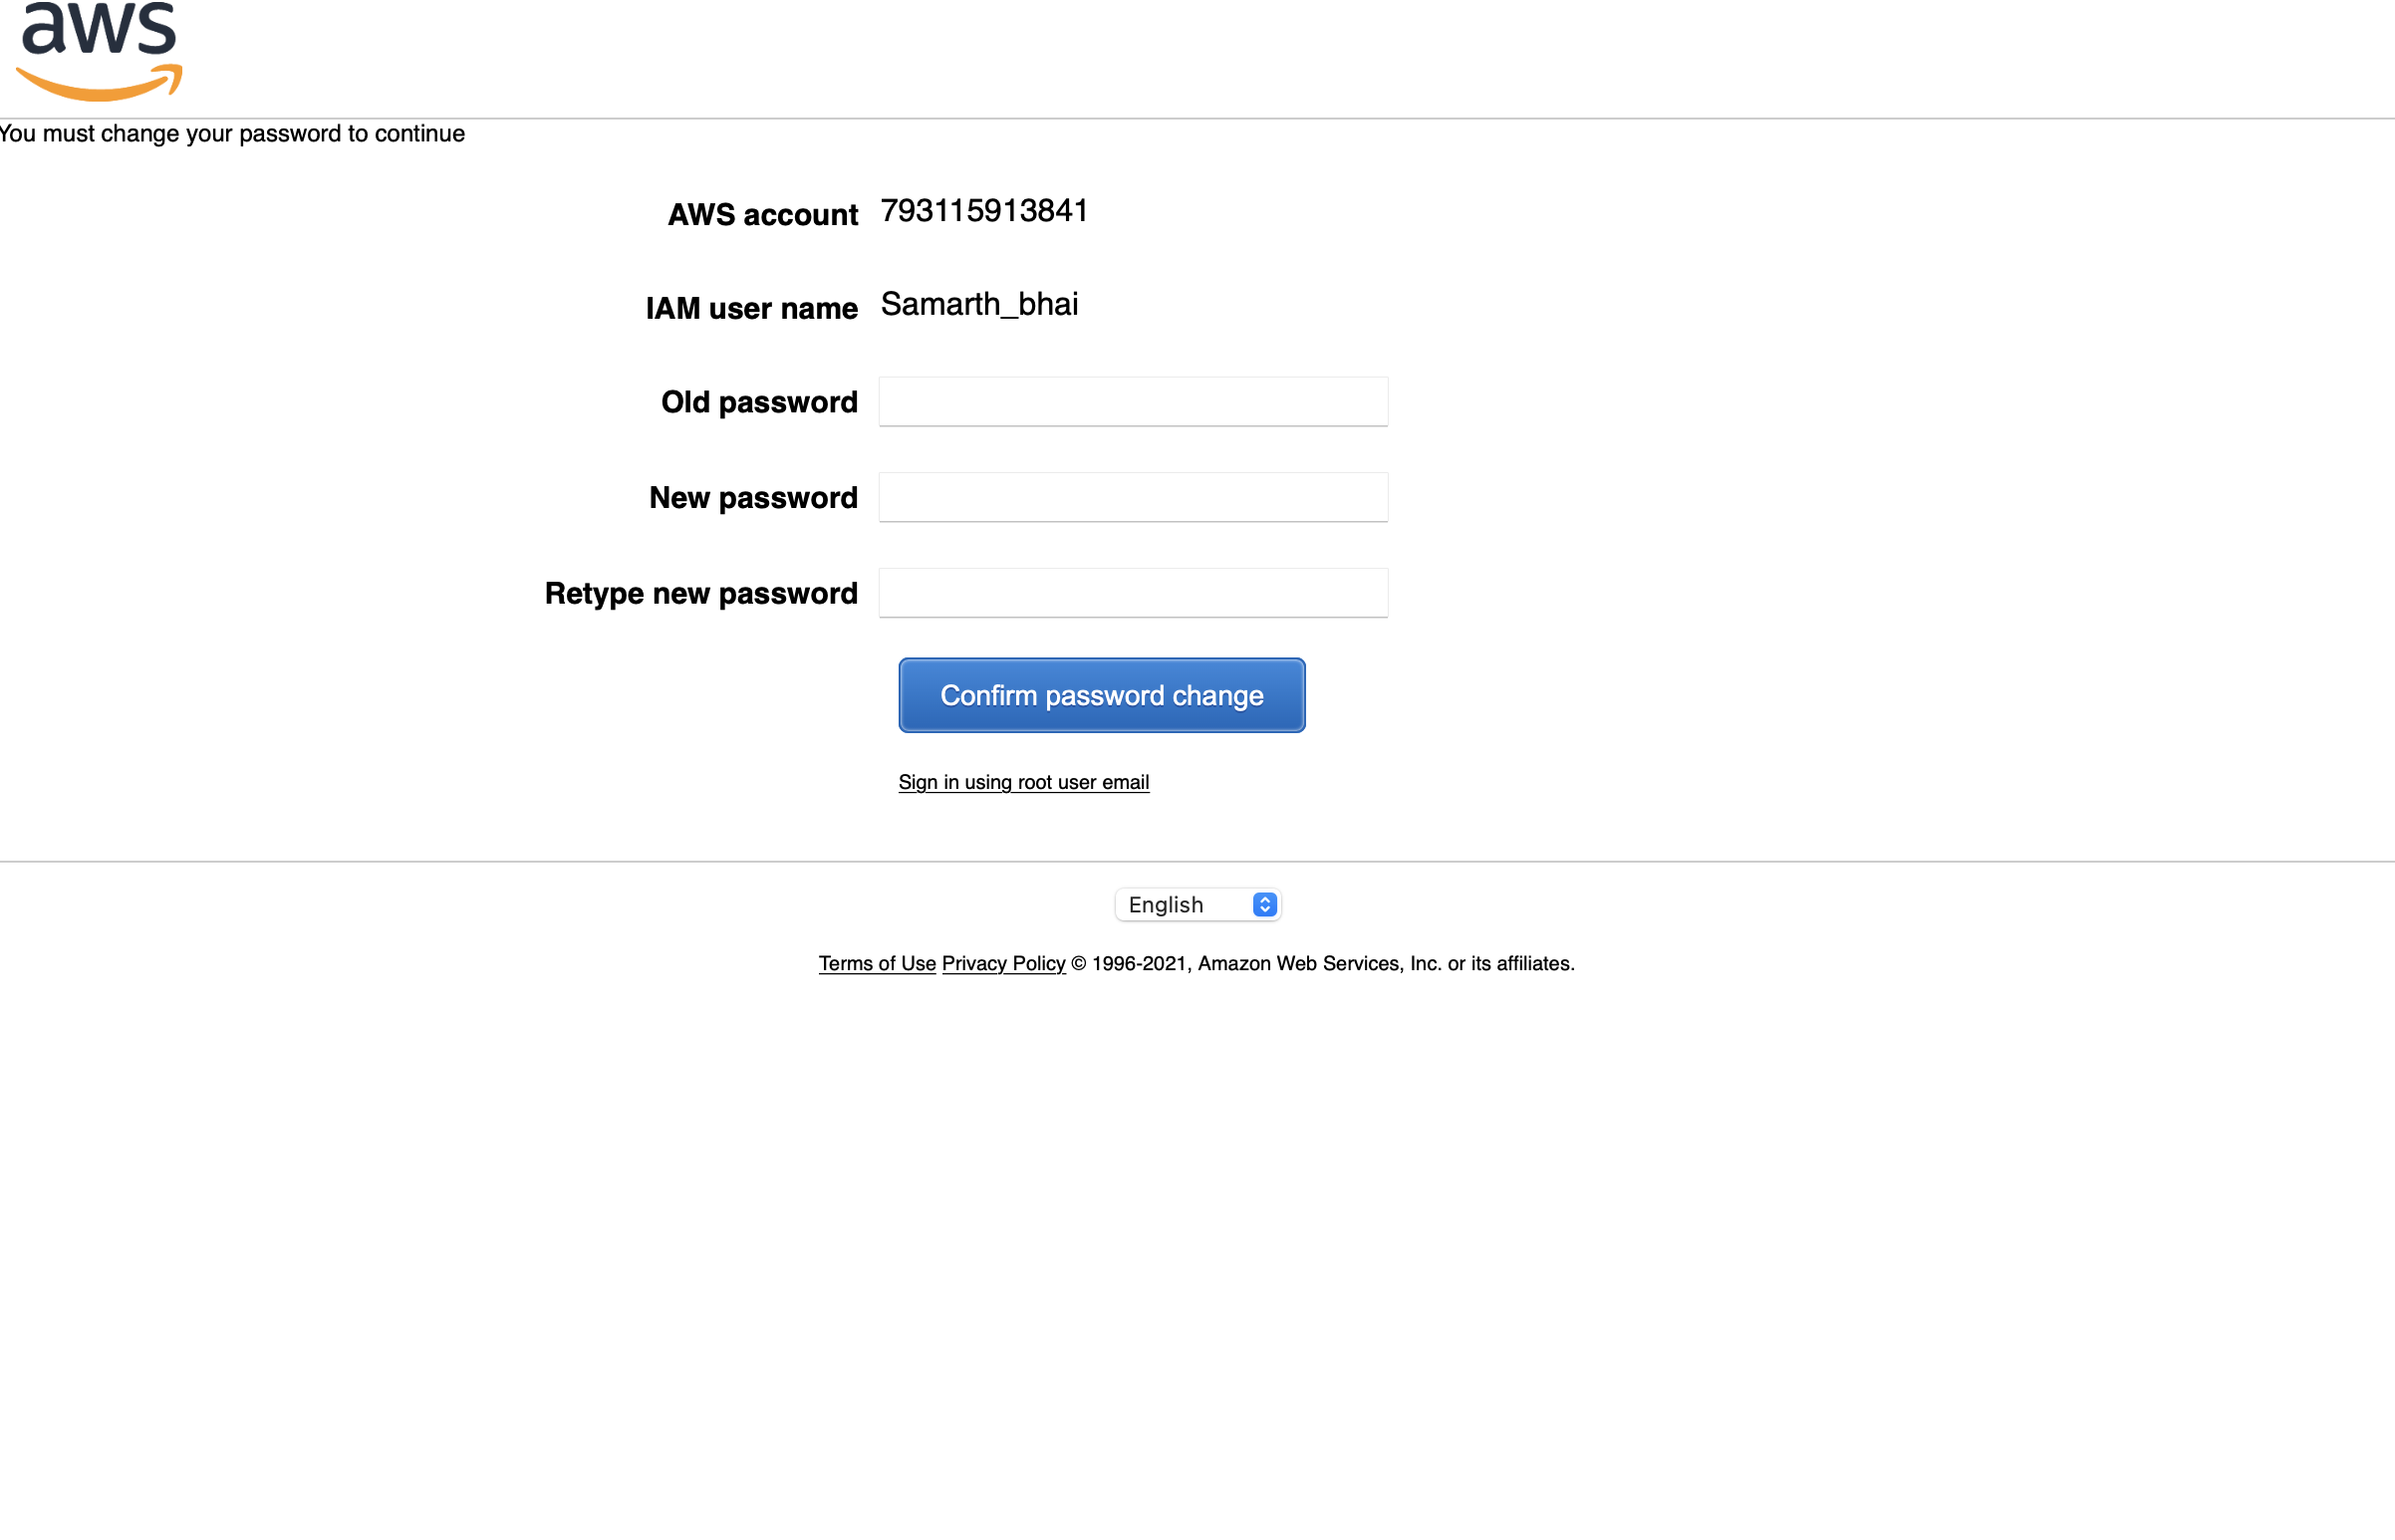 aws
You must change your password to continue
AWS account 793115913841
IAM user name Samarth_bhai
Old password
New password
Retype new password
Confirm password change
Sign in using root user email
English
Terms of Use Privacy Policy © 1996-2021, Amazon Web Services, Inc. or its affiliates.